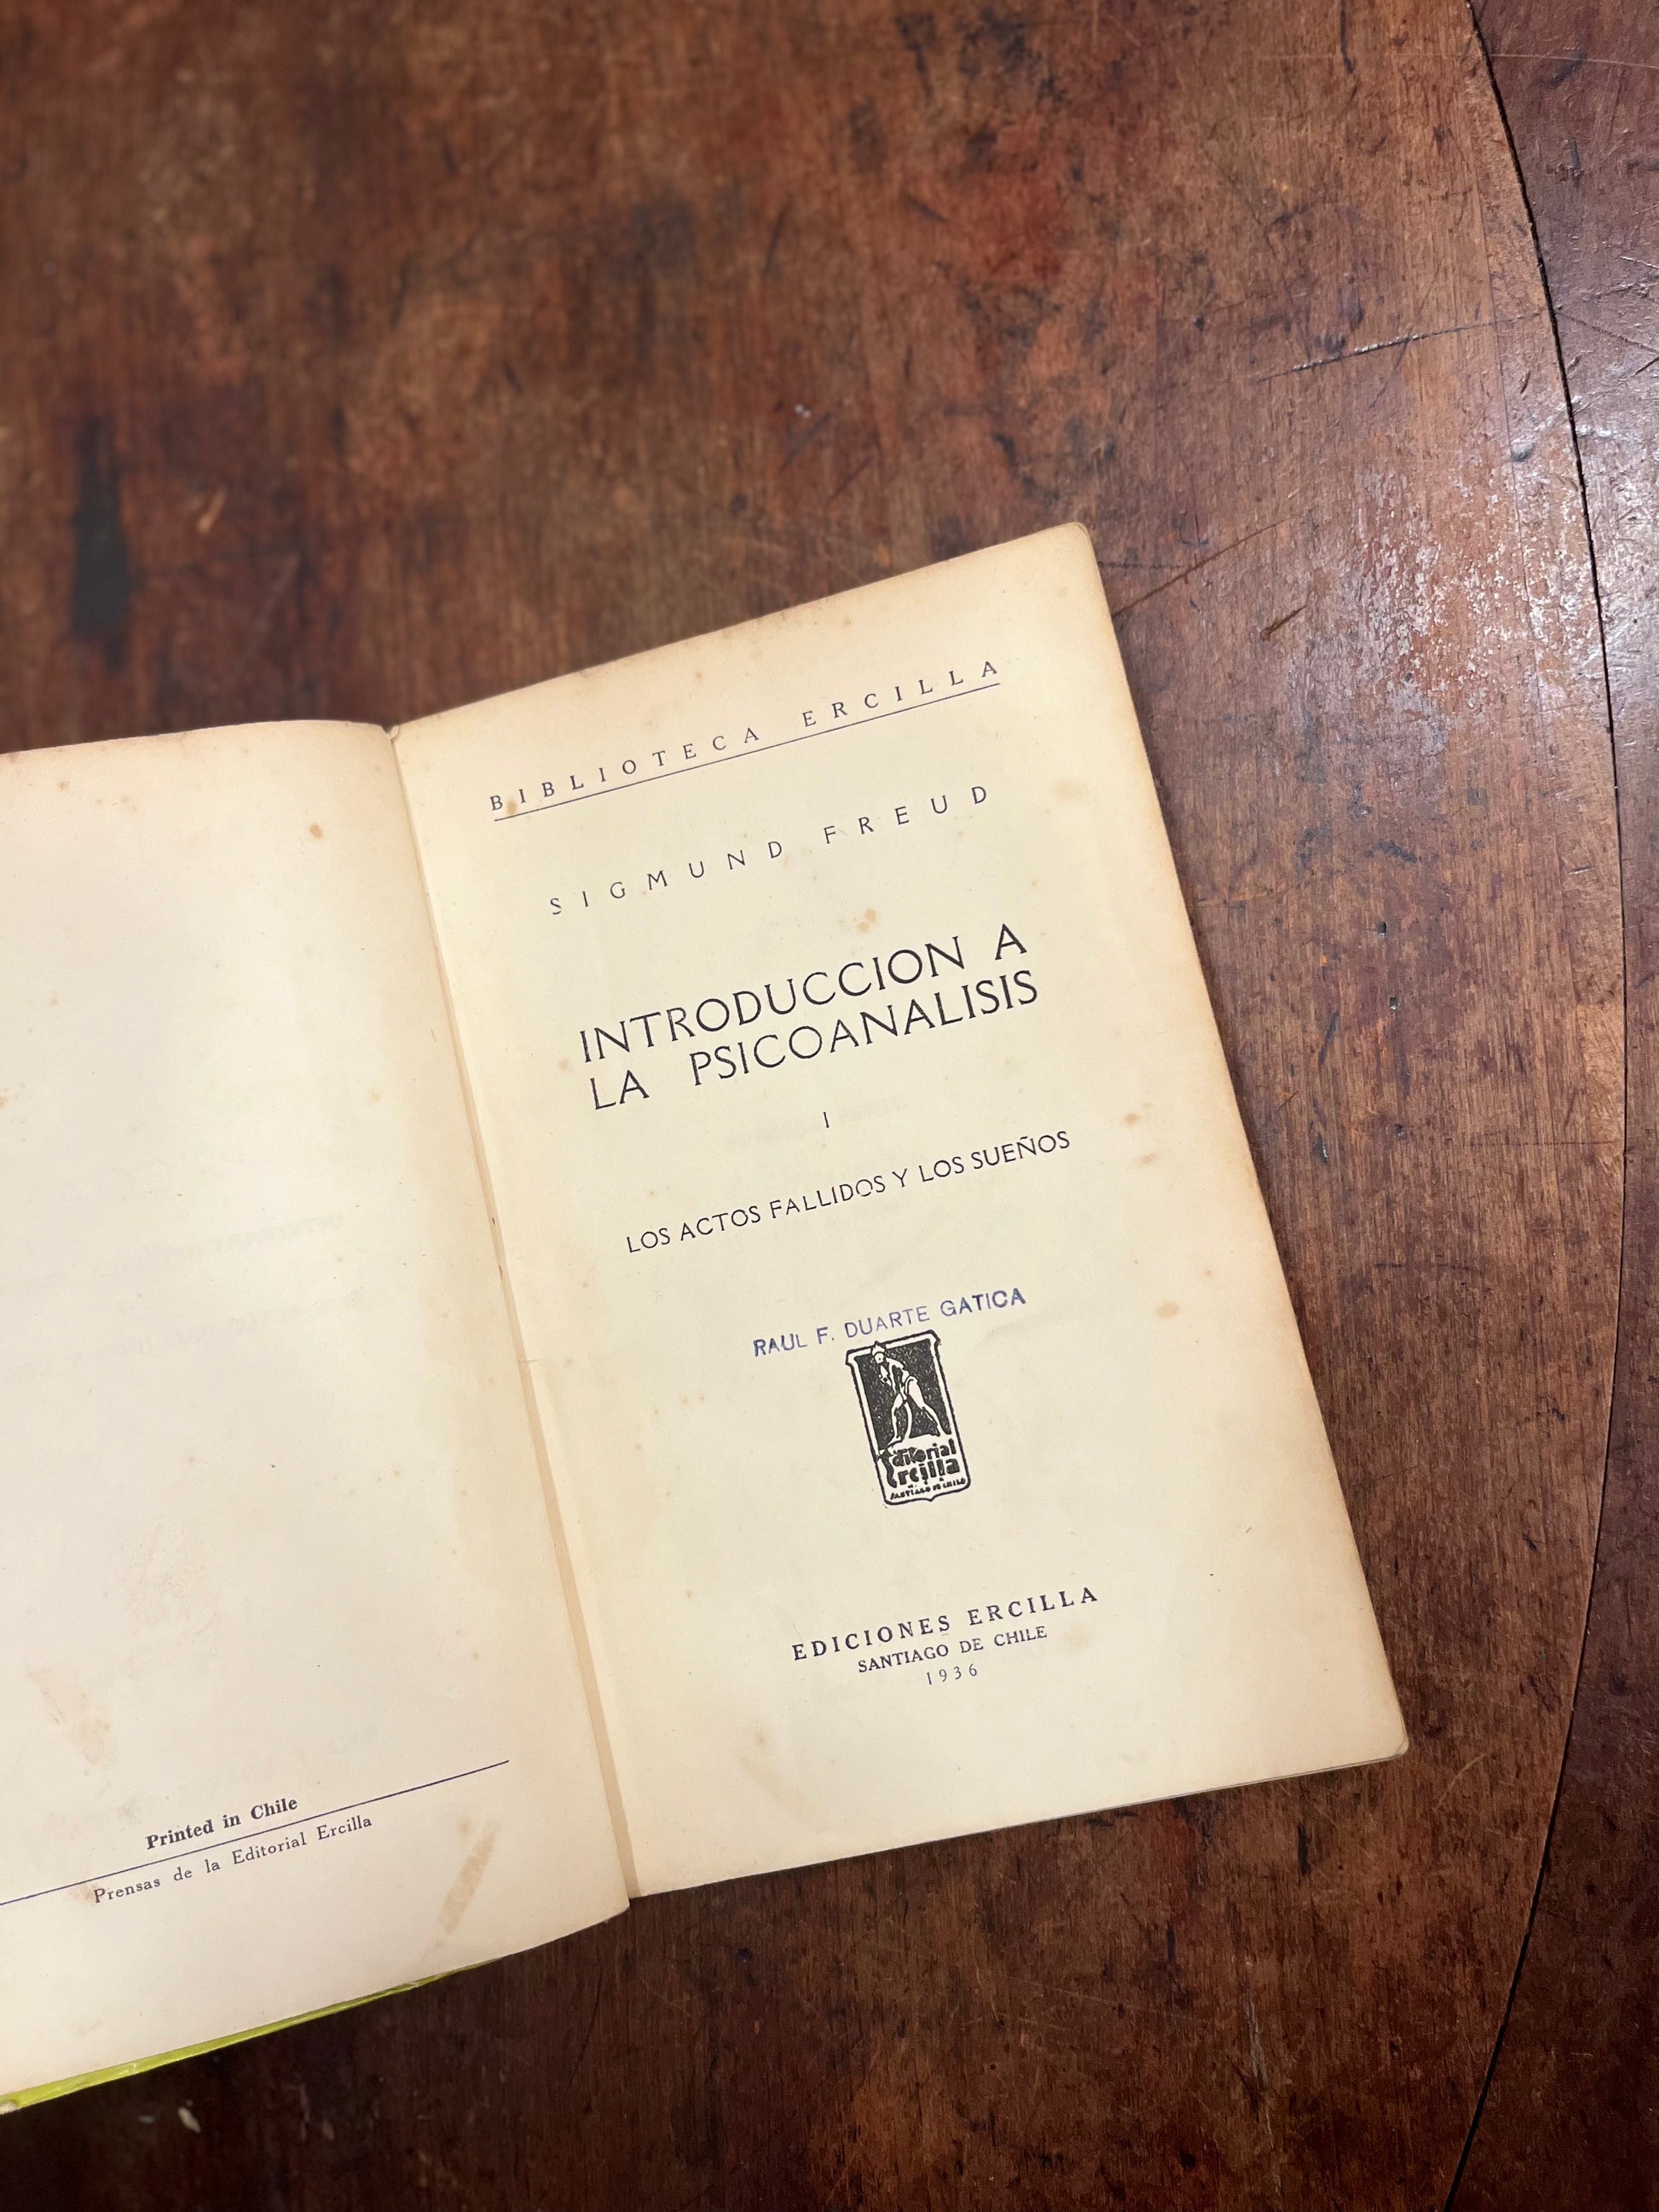 Printed in Chile
Prensas de la Editorial Ercilla
BIBLIOTECA ERCILLA
SIGMUND FREUD
INTRODUCCION A
LA PSICOANALISIS
I
LOS ACTOS FALLIDOS Y LOS SUEÑOS
RAUL F. DUARTE GATICA
Editorial
Ercilla
SANTIAGO DE CHILE
EDICIONES ERCILLA
SANTIAGO DE CHILE
1936